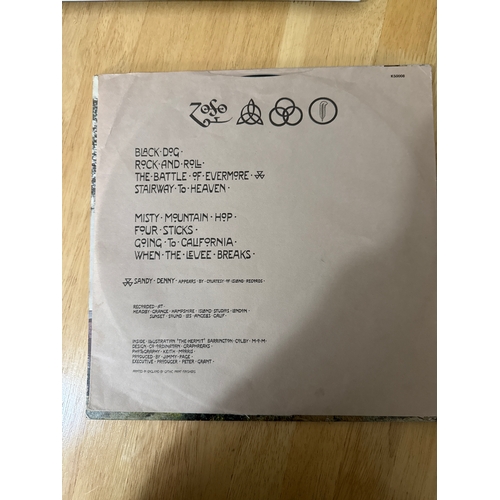 K50008
ZOSO
BLACK·DOG·
ROCK·AND·ROLL·
THE·BATTLE·OF·EVERMORE·
STAIRWAY·TO·HEAVEN·
MISTY·MOUNTAIN·HOP·
FOUR·STICKS·
GOING·TO·CALIFORNIA·
WHEN·THE·LEVEE·BREAKS·
SANDY·DENNY·APPEARS·BY·COURTESY·OF·ISLAND·RECORDS·
RECORDED·AT·
HEADLEY·GRANGE·HAMPSHIRE·ISLAND·STUDIOS·LONDON·
SUNSET·SOUND·LOS·ANGELES·CALIF·
INSIDE·ILLUSTRATION·"THE·HERMIT"·BARRINGTON·COLBY·M·O·M·
DESIGN·CO·ORDINATION·GRAPHREAKS·
PHOTOGRAPHY·KEITH·MORRIS·
PRODUCED·BY·JIMMY·PAGE·
EXECUTIVE·PRODUCER·PETER·GRANT·
PRINTED·IN·ENGLAND·BY